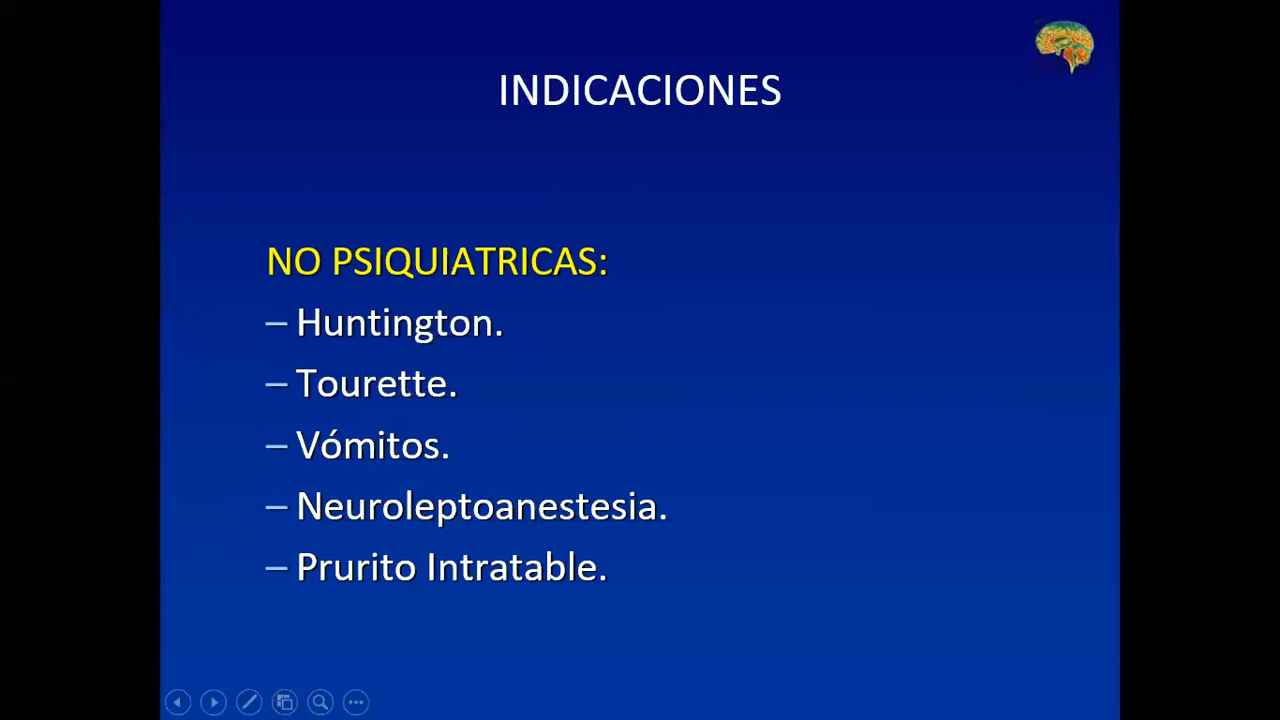 INDICACIONES
NO PSIQUIATRICAS:
– Huntington.
– Tourette.
– Vómitos.
– Neuroleptoanestesia.
– Prurito Intratable.